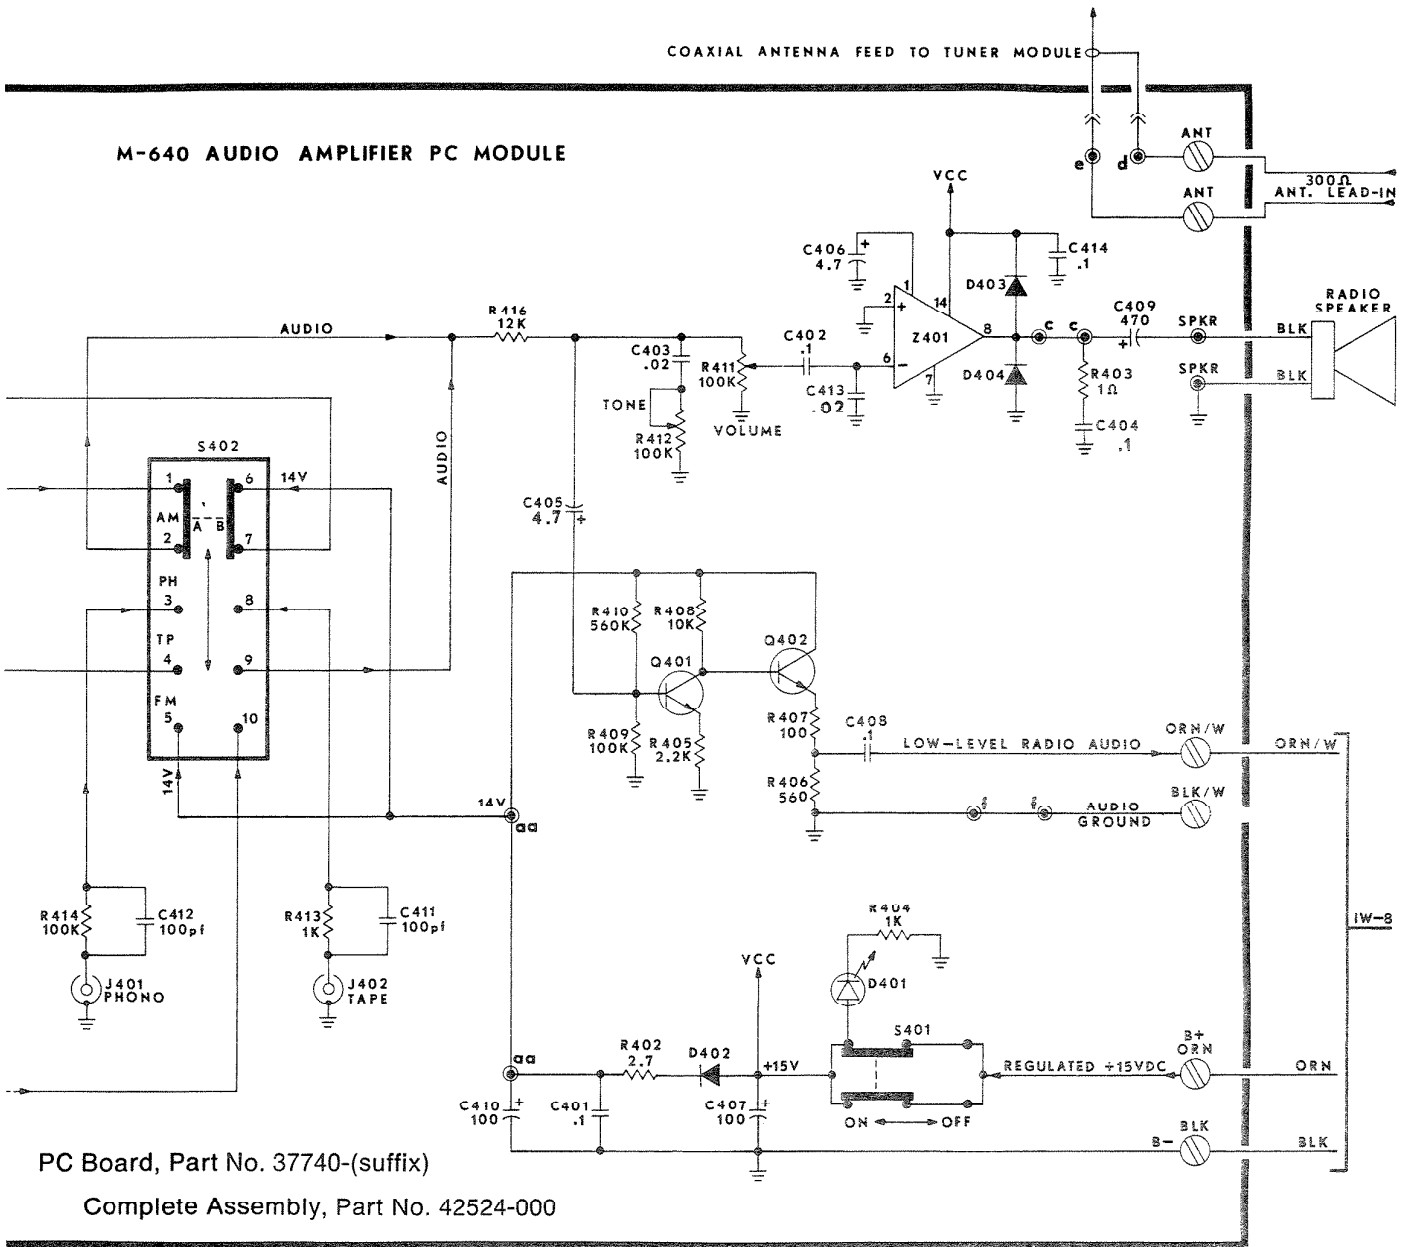 COAXIAL ANTENNA FEED TO TUNER MODULE
M-640 AUDIO AMPLIFIER PC MODULE
ANT
e
d
300Ω
ANT. LEAD-IN
ANT
VCC
C406
4.7
+
C414
.1
D403
1
2
+
14
Z401
8
6
-
7
c
c
C409
470
+
SPKR
BLK
RADIO
SPEAKER
SPKR
BLK
D404
R403
1Ω
C404
.1
AUDIO
R416
12K
C403
.02
R411
100K
C402
.1
C413
.02
TONE
R412
100K
VOLUME
AUDIO
S402
1
6
14V
AM
A
B
2
7
PH
3
8
TP
4
9
FM
5
10
14V
C405
4.7
+
R410
560K
R408
10K
Q401
Q402
R409
100K
R405
2.2K
R407
100
C408
.1
LOW-LEVEL RADIO AUDIO
ORN/W
ORN/W
R406
560
AUDIO
GROUND
BLK/W
14V
aa
R414
100K
C412
100pf
R413
1K
C411
100pf
J401
PHONO
J402
TAPE
R404
1K
D401
IW-8
VCC
S401
aa
R402
2.7
D402
+15V
REGULATED +15VDC
B+
ORN
ORN
C410
100
+
C401
.1
C407
100
+
ON
OFF
B-
BLK
BLK
PC Board, Part No. 37740-(suffix)
Complete Assembly, Part No. 42524-000